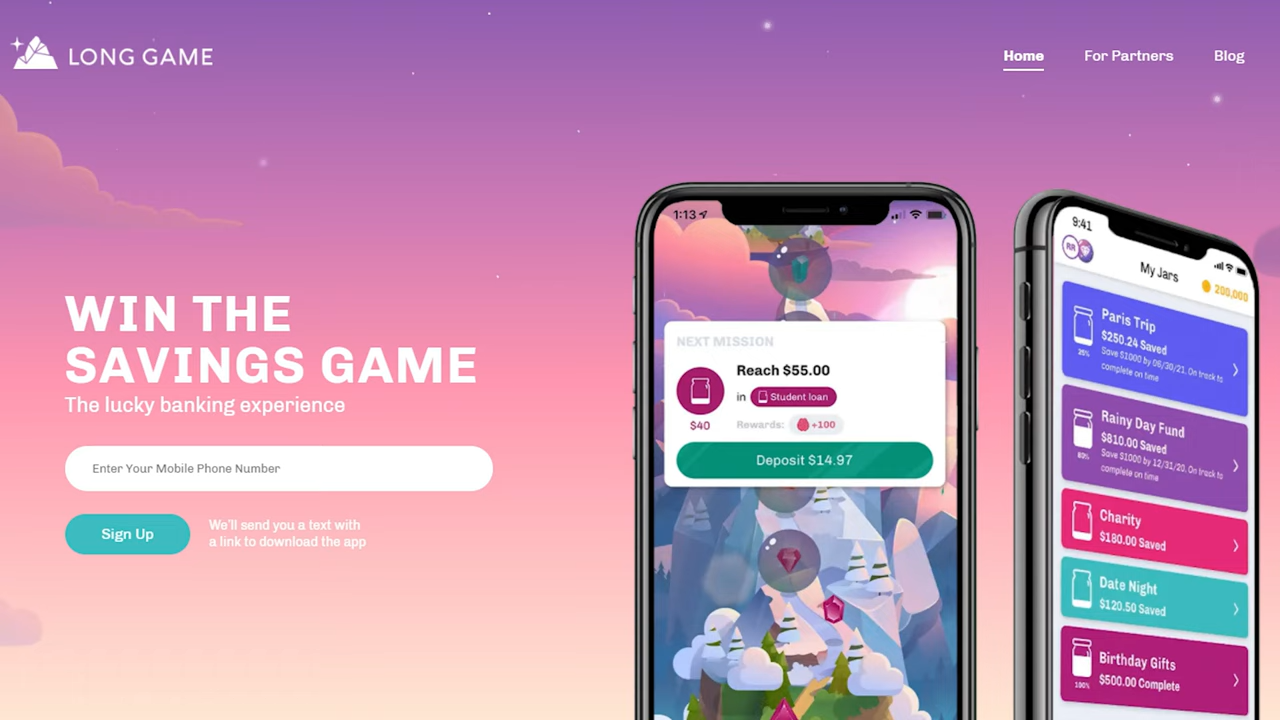 LONG GAME
Home
For Partners
Blog
WIN THE
SAVINGS GAME
The lucky banking experience
Enter Your Mobile Phone Number
Sign Up
We'll send you a text with
a link to download the app
1:13
NEXT MISSION
Reach $55.00
in Student loan
$40
Rewards: +100
Deposit $14.97
9:41
RR
My Jars
200,000
Paris Trip
$250.24 Saved
Save $1000 by 06/30/21. On track to
complete on time
25%
Rainy Day Fund
$810.00 Saved
Save $1000 by 12/31/20. On track to
complete on time
80%
Charity
$180.00 Saved
Date Night
$120.50 Saved
Birthday Gifts
$500.00 Complete
100%